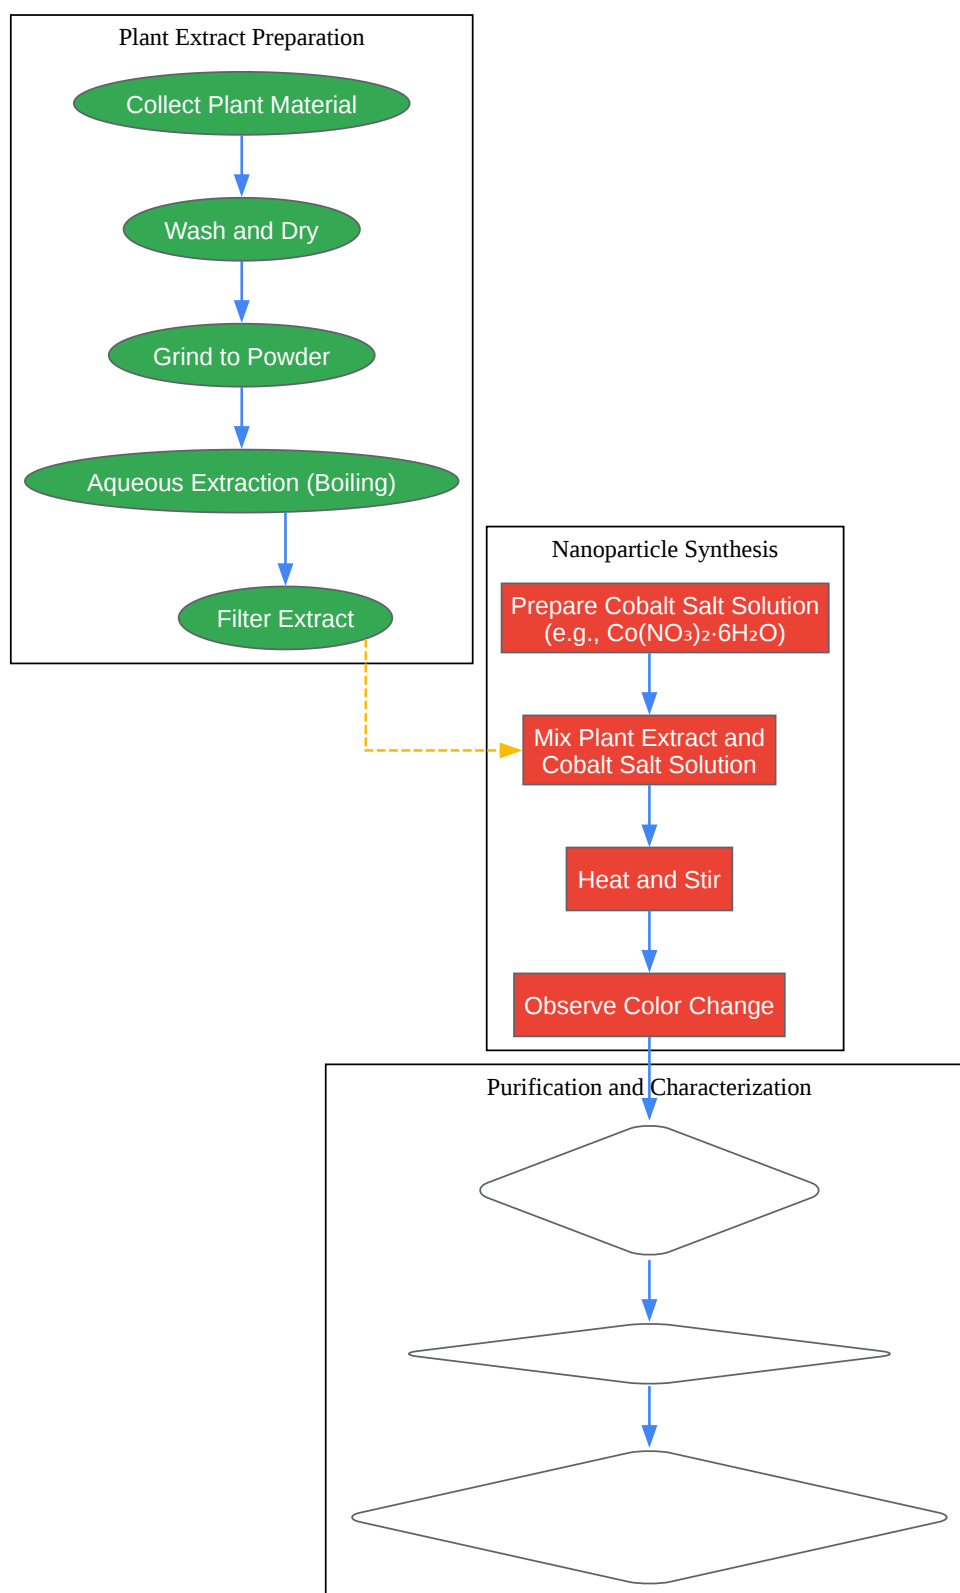 Plant Extract Preparation
Collect Plant Material
Wash and Dry
Grind to Powder
Aqueous Extraction (Boiling)
Filter Extract
Nanoparticle Synthesis
Prepare Cobalt Salt Solution
(e.g., Co(NO₃)₂·6H₂O)
Mix Plant Extract and
Cobalt Salt Solution
Heat and Stir
Observe Color Change
Purification and Characterization